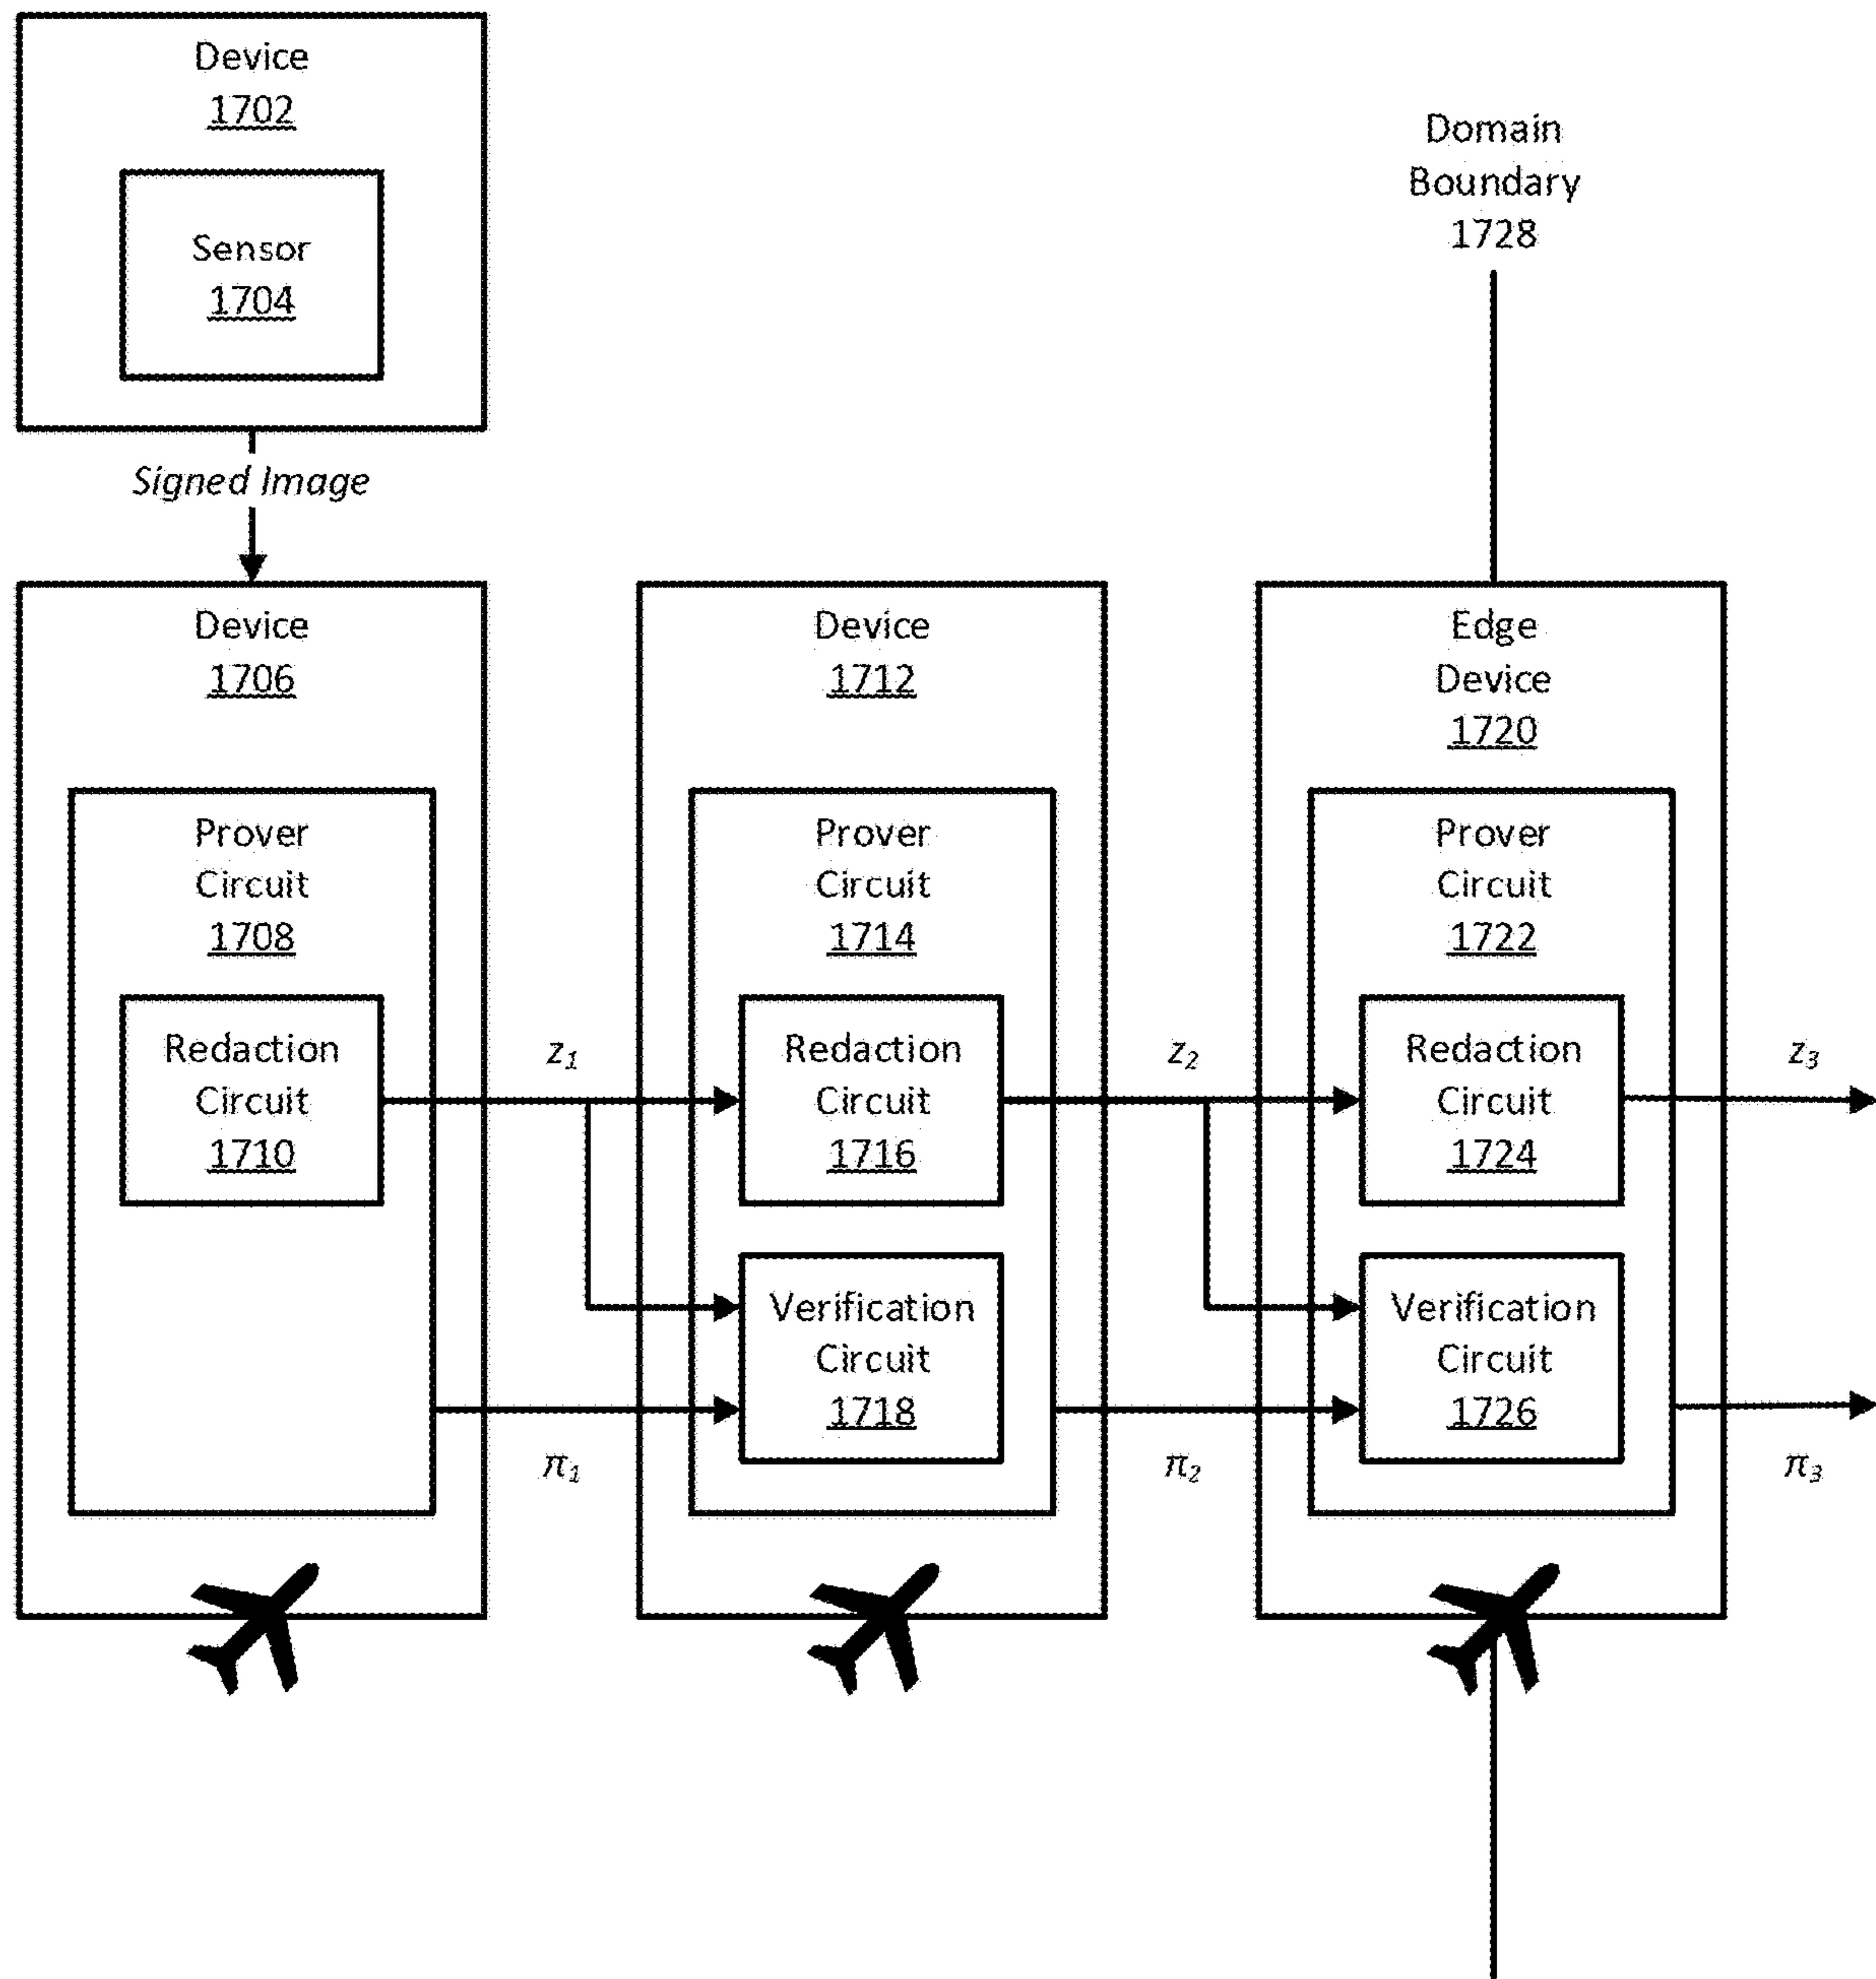 Device
1702
Sensor
1704
Domain
Boundary
1728
Signed Image
Device
1706
Prover
Circuit
1708
Redaction
Circuit
1710
z1
π1
Device
1712
Prover
Circuit
1714
Redaction
Circuit
1716
Verification
Circuit
1718
z2
π2
Edge
Device
1720
Prover
Circuit
1722
Redaction
Circuit
1724
Verification
Circuit
1726
z3
π3